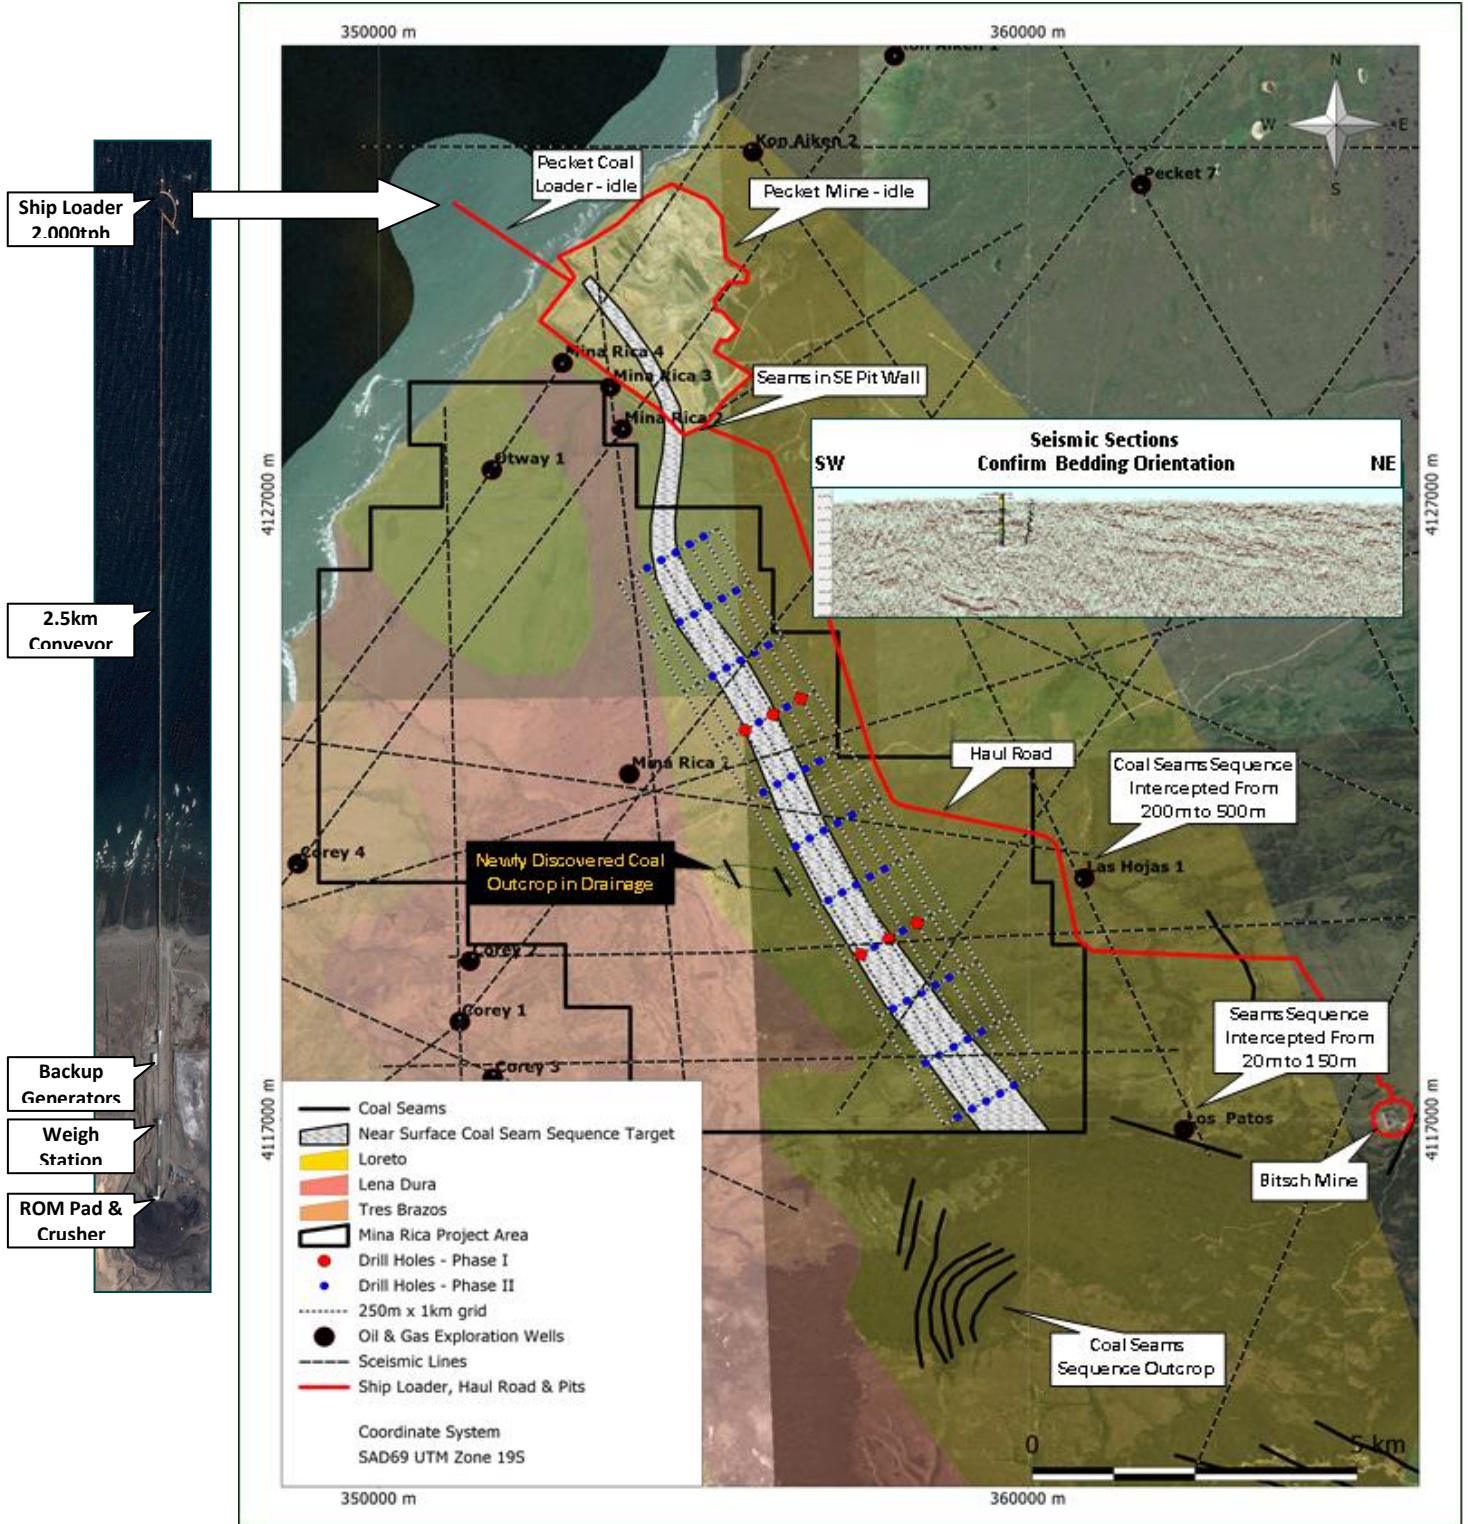 350000 m
360000 m
Kon Aiken 1
N
W
E
S
Kon Aiken 2
Pecket 7
Pecket Coal
Loader - idle
Pecket Mine - idle
Ship Loader
2.000tph
Mina Rica 4
Mina Rica 3
Seams in SE Pit Wall
Mina Rica 2
Otway 1
Seismic Sections
Confirm Bedding Orientation
SW
NE
4127000 m
4127000 m
2.5km
Conveyor
Haul Road
Coal Seams Sequence
Intercepted From
200m to 500m
Mina Rica 1
Corey 4
Newly Discovered Coal
Outcrop in Drainage
Las Hojas 1
Corey 2
Corey 1
Corey 3
Seams Sequence
Intercepted From
20m to 150m
Backup
Generators
Weigh
Station
ROM Pad &
Crusher
Los Patos
4117000 m
4117000 m
Bitsch Mine
Coal Seams
Near Surface Coal Seam Sequence Target
Loreto
Lena Dura
Tres Brazos
Mina Rica Project Area
Drill Holes - Phase I
Drill Holes - Phase II
250m x 1km grid
Oil & Gas Exploration Wells
Sceismic Lines
Ship Loader, Haul Road & Pits
Coordinate System
SAD69 UTM Zone 19S
Coal Seams
Sequence Outcrop
0
5 km
350000 m
360000 m